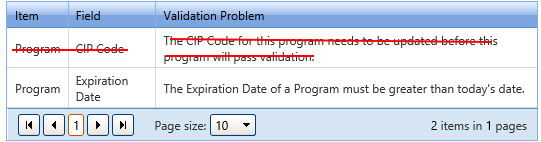 Item Field Validation Problem
Program CIP Code The CIP Code for this program needs to be updated before this
program will pass validation.
Program Expiration
Date The Expiration Date of a Program must be greater than today's date.
1 Page size: 10 2 items in 1 pages